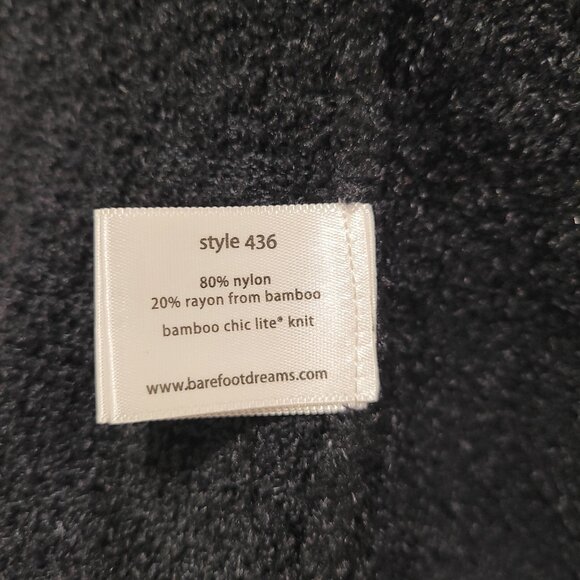 style 436
80% nylon
20% rayon from bamboo
bamboo chic lite® knit
www.barefootdreams.com